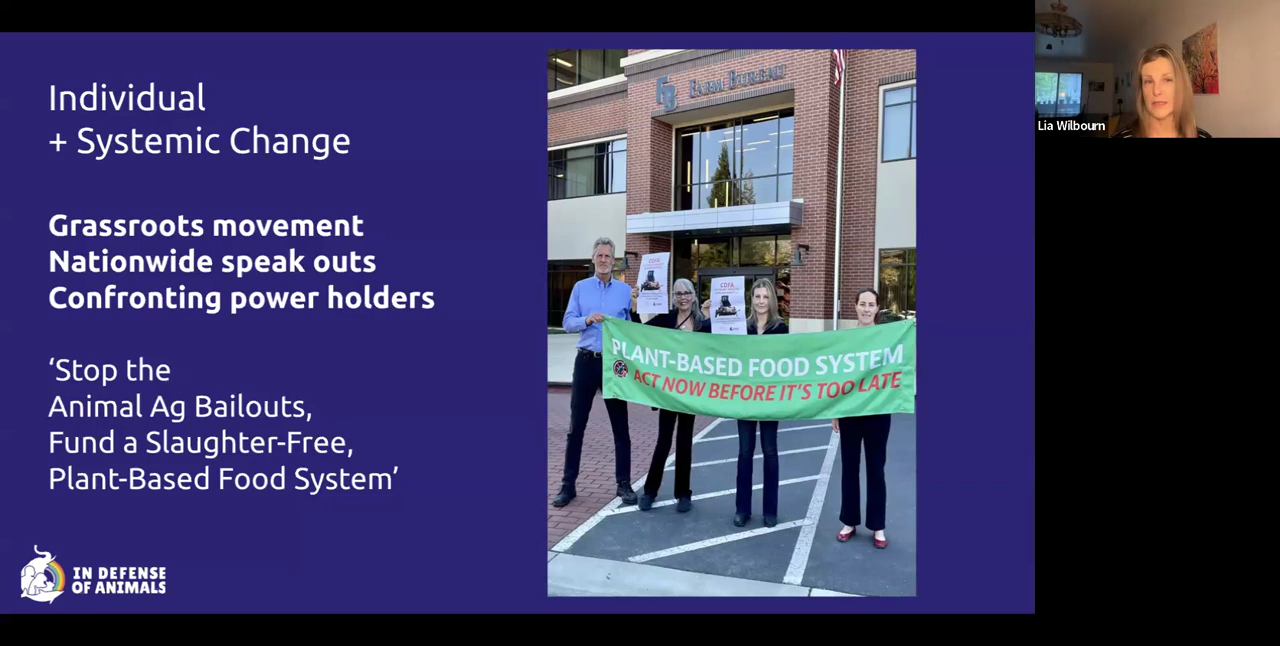 Individual
+ Systemic Change
Grassroots movement
Nationwide speak outs
Confronting power holders
‘Stop the
Animal Ag Bailouts,
Fund a Slaughter-Free,
Plant-Based Food System’
IN DEFENSE
OF ANIMALS
FB FARM BUREAU
CDFA
CDFA
PLANT-BASED FOOD SYSTEM
ACT NOW BEFORE IT'S TOO LATE
Lia Wilbourn